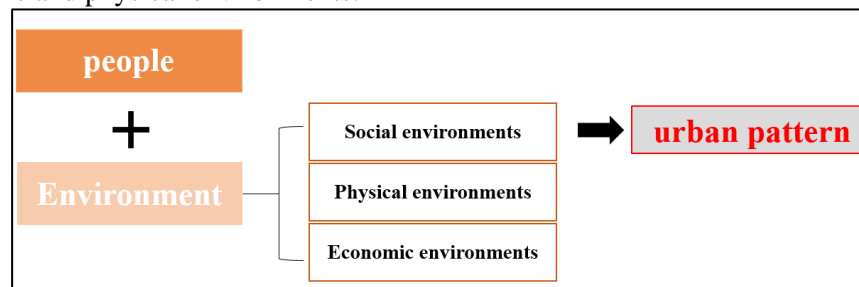 people
+
Environment
Social environments
Physical environments
Economic environments
urban pattern